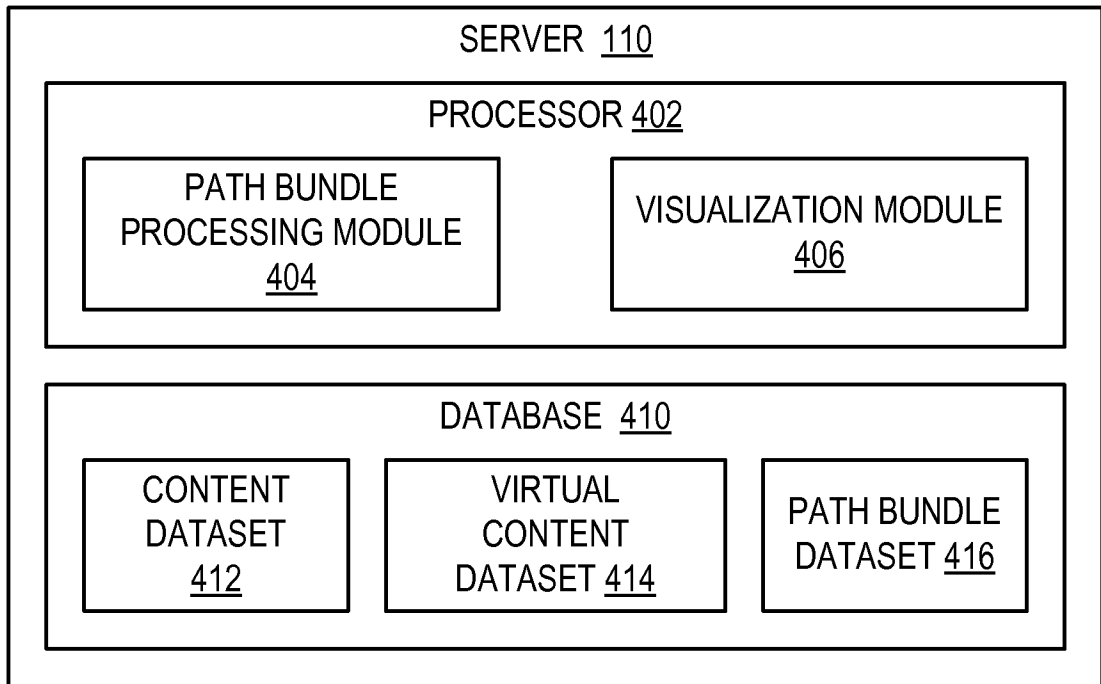 SERVER 110
PROCESSOR 402
PATH BUNDLE
PROCESSING MODULE
404
VISUALIZATION MODULE
406
DATABASE 410
CONTENT
DATASET
412
VIRTUAL
CONTENT
DATASET 414
PATH BUNDLE
DATASET 416